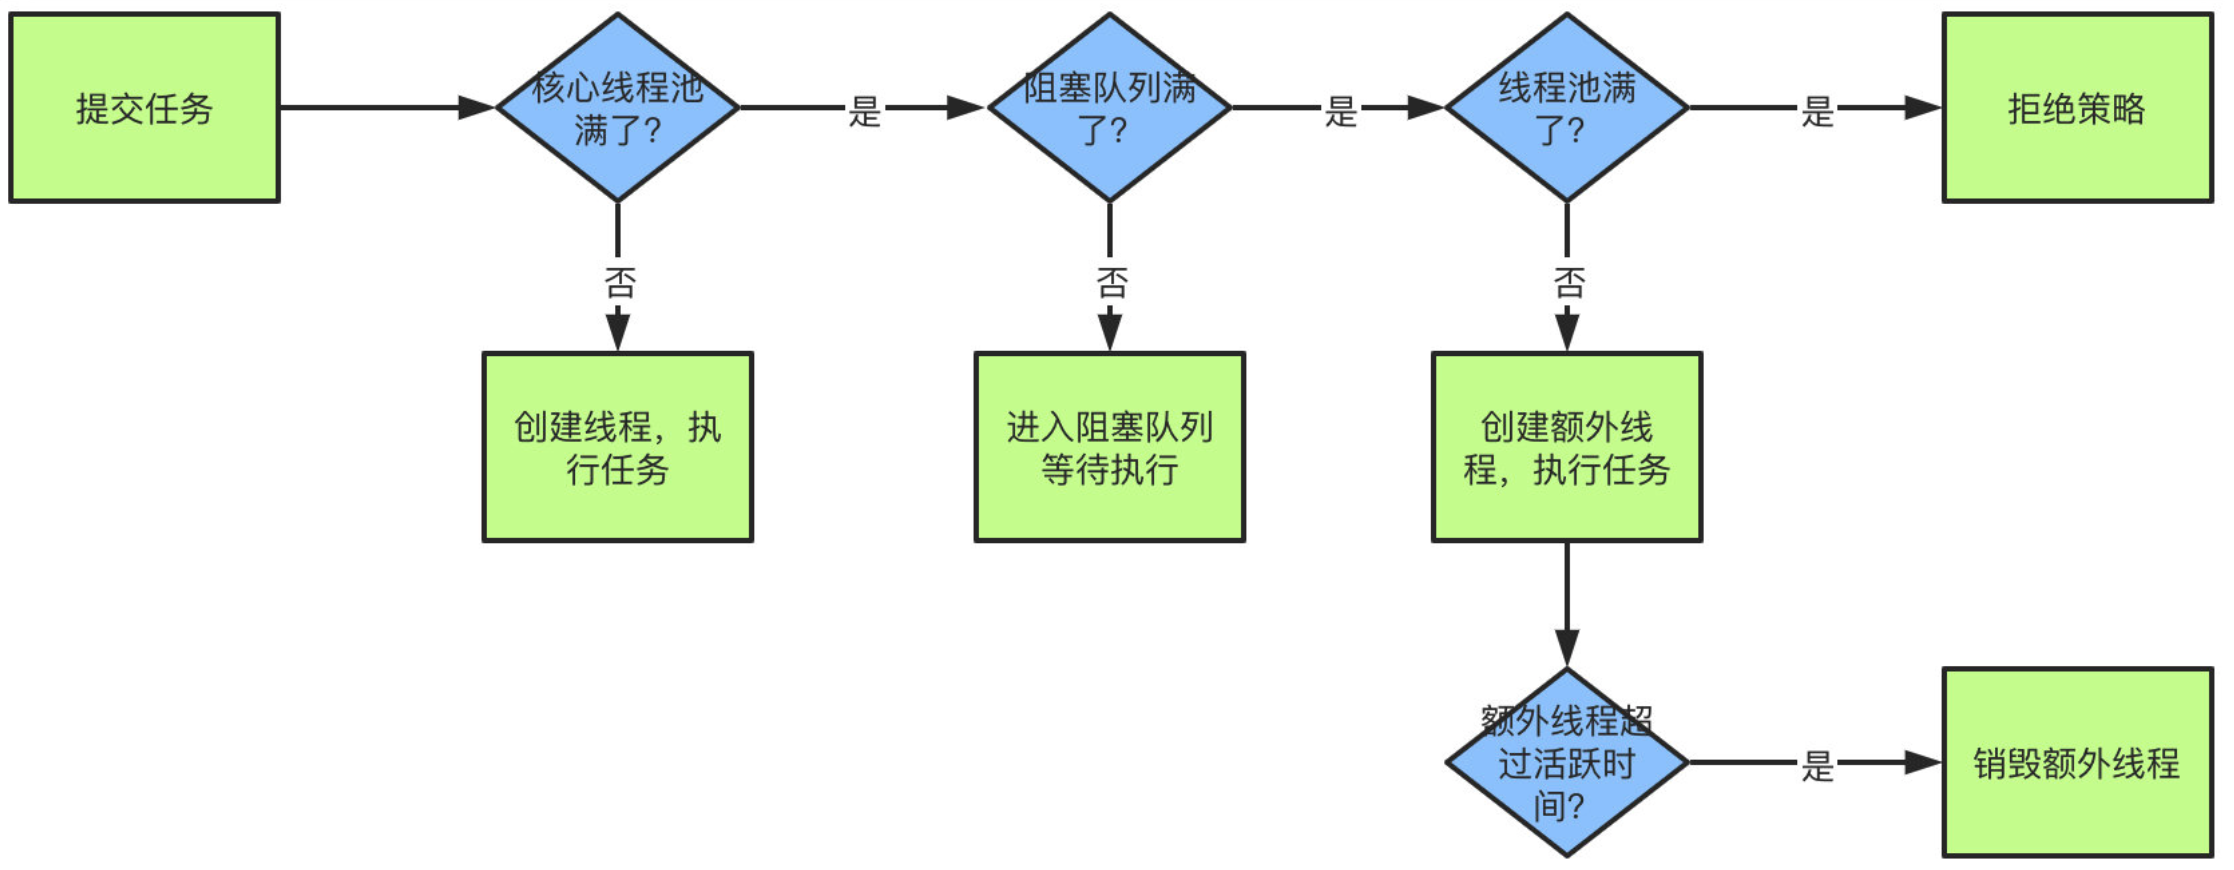 提交任务
核心线程池
满了?
是
阻塞队列满
了?
是
线程池满
了?
是
拒绝策略
否
否
否
创建线程，执
行任务
进入阻塞队列
等待执行
创建额外线
程，执行任务
额外线程超
过活跃时
间?
是
销毁额外线程